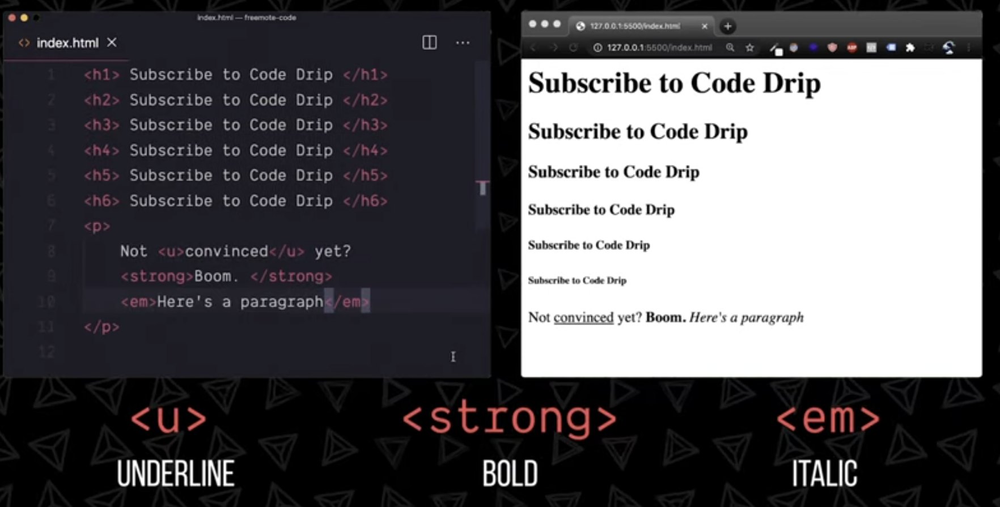 index.html — freemote-code
index.html
1 <h1> Subscribe to Code Drip </h1>
2 <h2> Subscribe to Code Drip </h2>
3 <h3> Subscribe to Code Drip </h3>
4 <h4> Subscribe to Code Drip </h4>
5 <h5> Subscribe to Code Drip </h5>
6 <h6> Subscribe to Code Drip </h6>
7 <p>
8 Not <u>convinced</u> yet?
9 <strong>Boom. </strong>
10 <em>Here's a paragraph</em>
11 </p>
12
127.0.0.1:5500/index.html
127.0.0.1:5500/index.html
ABP
Subscribe to Code Drip
Subscribe to Code Drip
Subscribe to Code Drip
Subscribe to Code Drip
Subscribe to Code Drip
Subscribe to Code Drip
Not convinced yet? Boom. Here's a paragraph
<u> <strong> <em>
UNDERLINE BOLD ITALIC